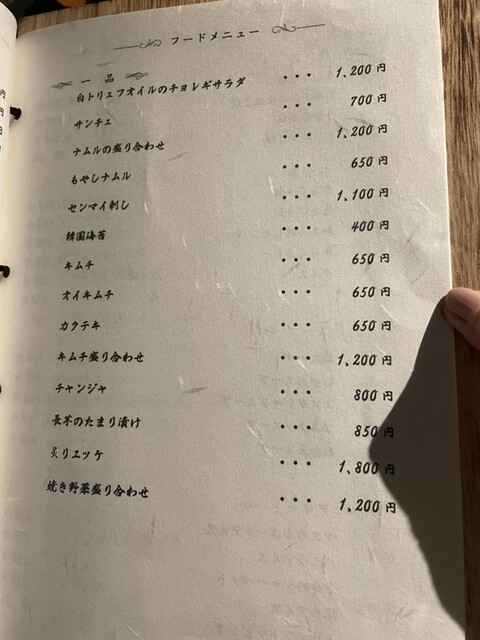 フードメニュー
一品
白トリュフオイルのチョレギサラダ ・・・ 1,200円
サンチュ ・・・ 700円
ナムルの盛り合わせ ・・・ 1,200円
もやしナムル ・・・ 650円
センマイ刺し ・・・ 1,100円
韓国海苔 ・・・ 400円
キムチ ・・・ 650円
オイキムチ ・・・ 650円
カクテキ ・・・ 650円
キムチ盛り合わせ ・・・ 1,200円
チャンジャ ・・・ 800円
長芋のたまり漬け ・・・ 850円
炙りユッケ ・・・ 1,800円
焼き野菜盛り合わせ ・・・ 1,200円